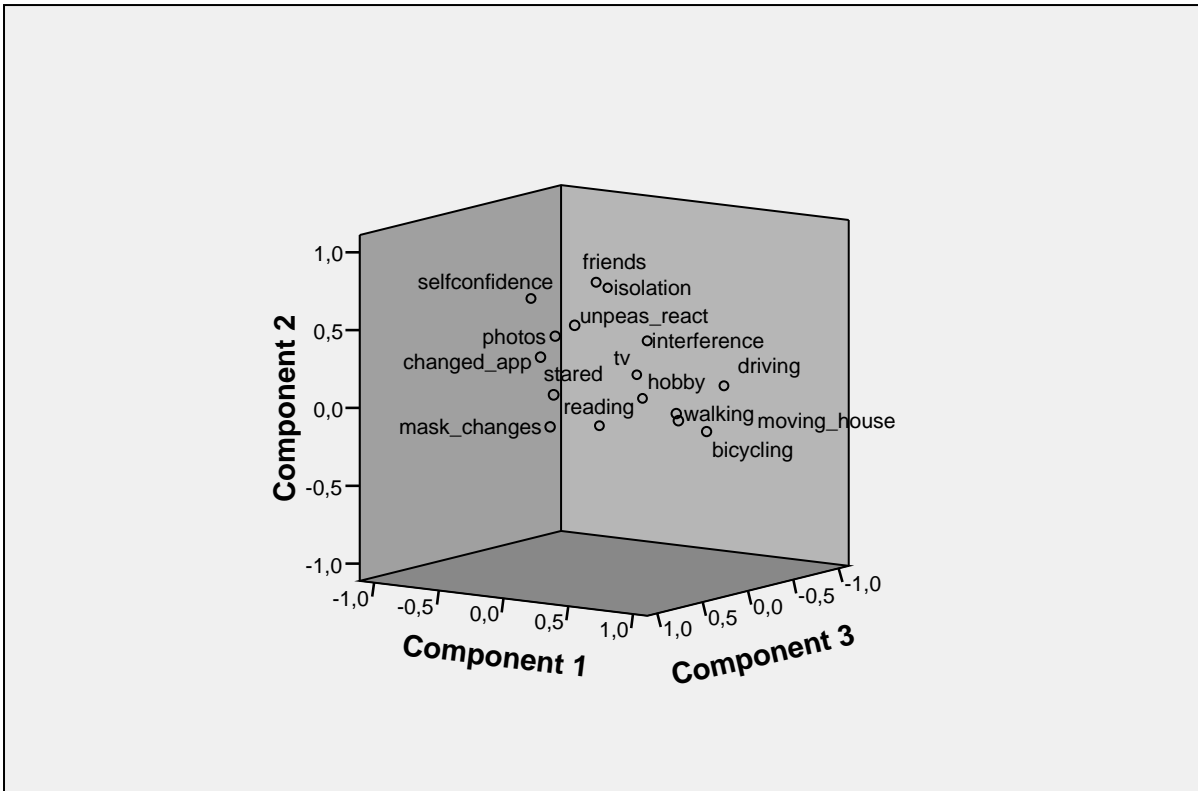 1,0
0,5
0,0
-0,5
-1,0
Component 2
friends
selfconfidence
isolation
unpeas_react
photos
interference
changed_app
tv
driving
stared
hobby
reading
walking
moving_house
mask_changes
bicycling
-1,0
-0,5
0,0
0,5
1,0
Component 1
1,0
0,5
0,0
-0,5
-1,0
Component 3